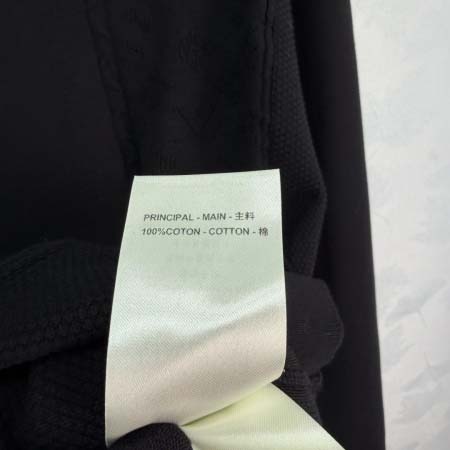 PRINCIPAL - MAIN - 主料
100%COTON - COTTON - 棉